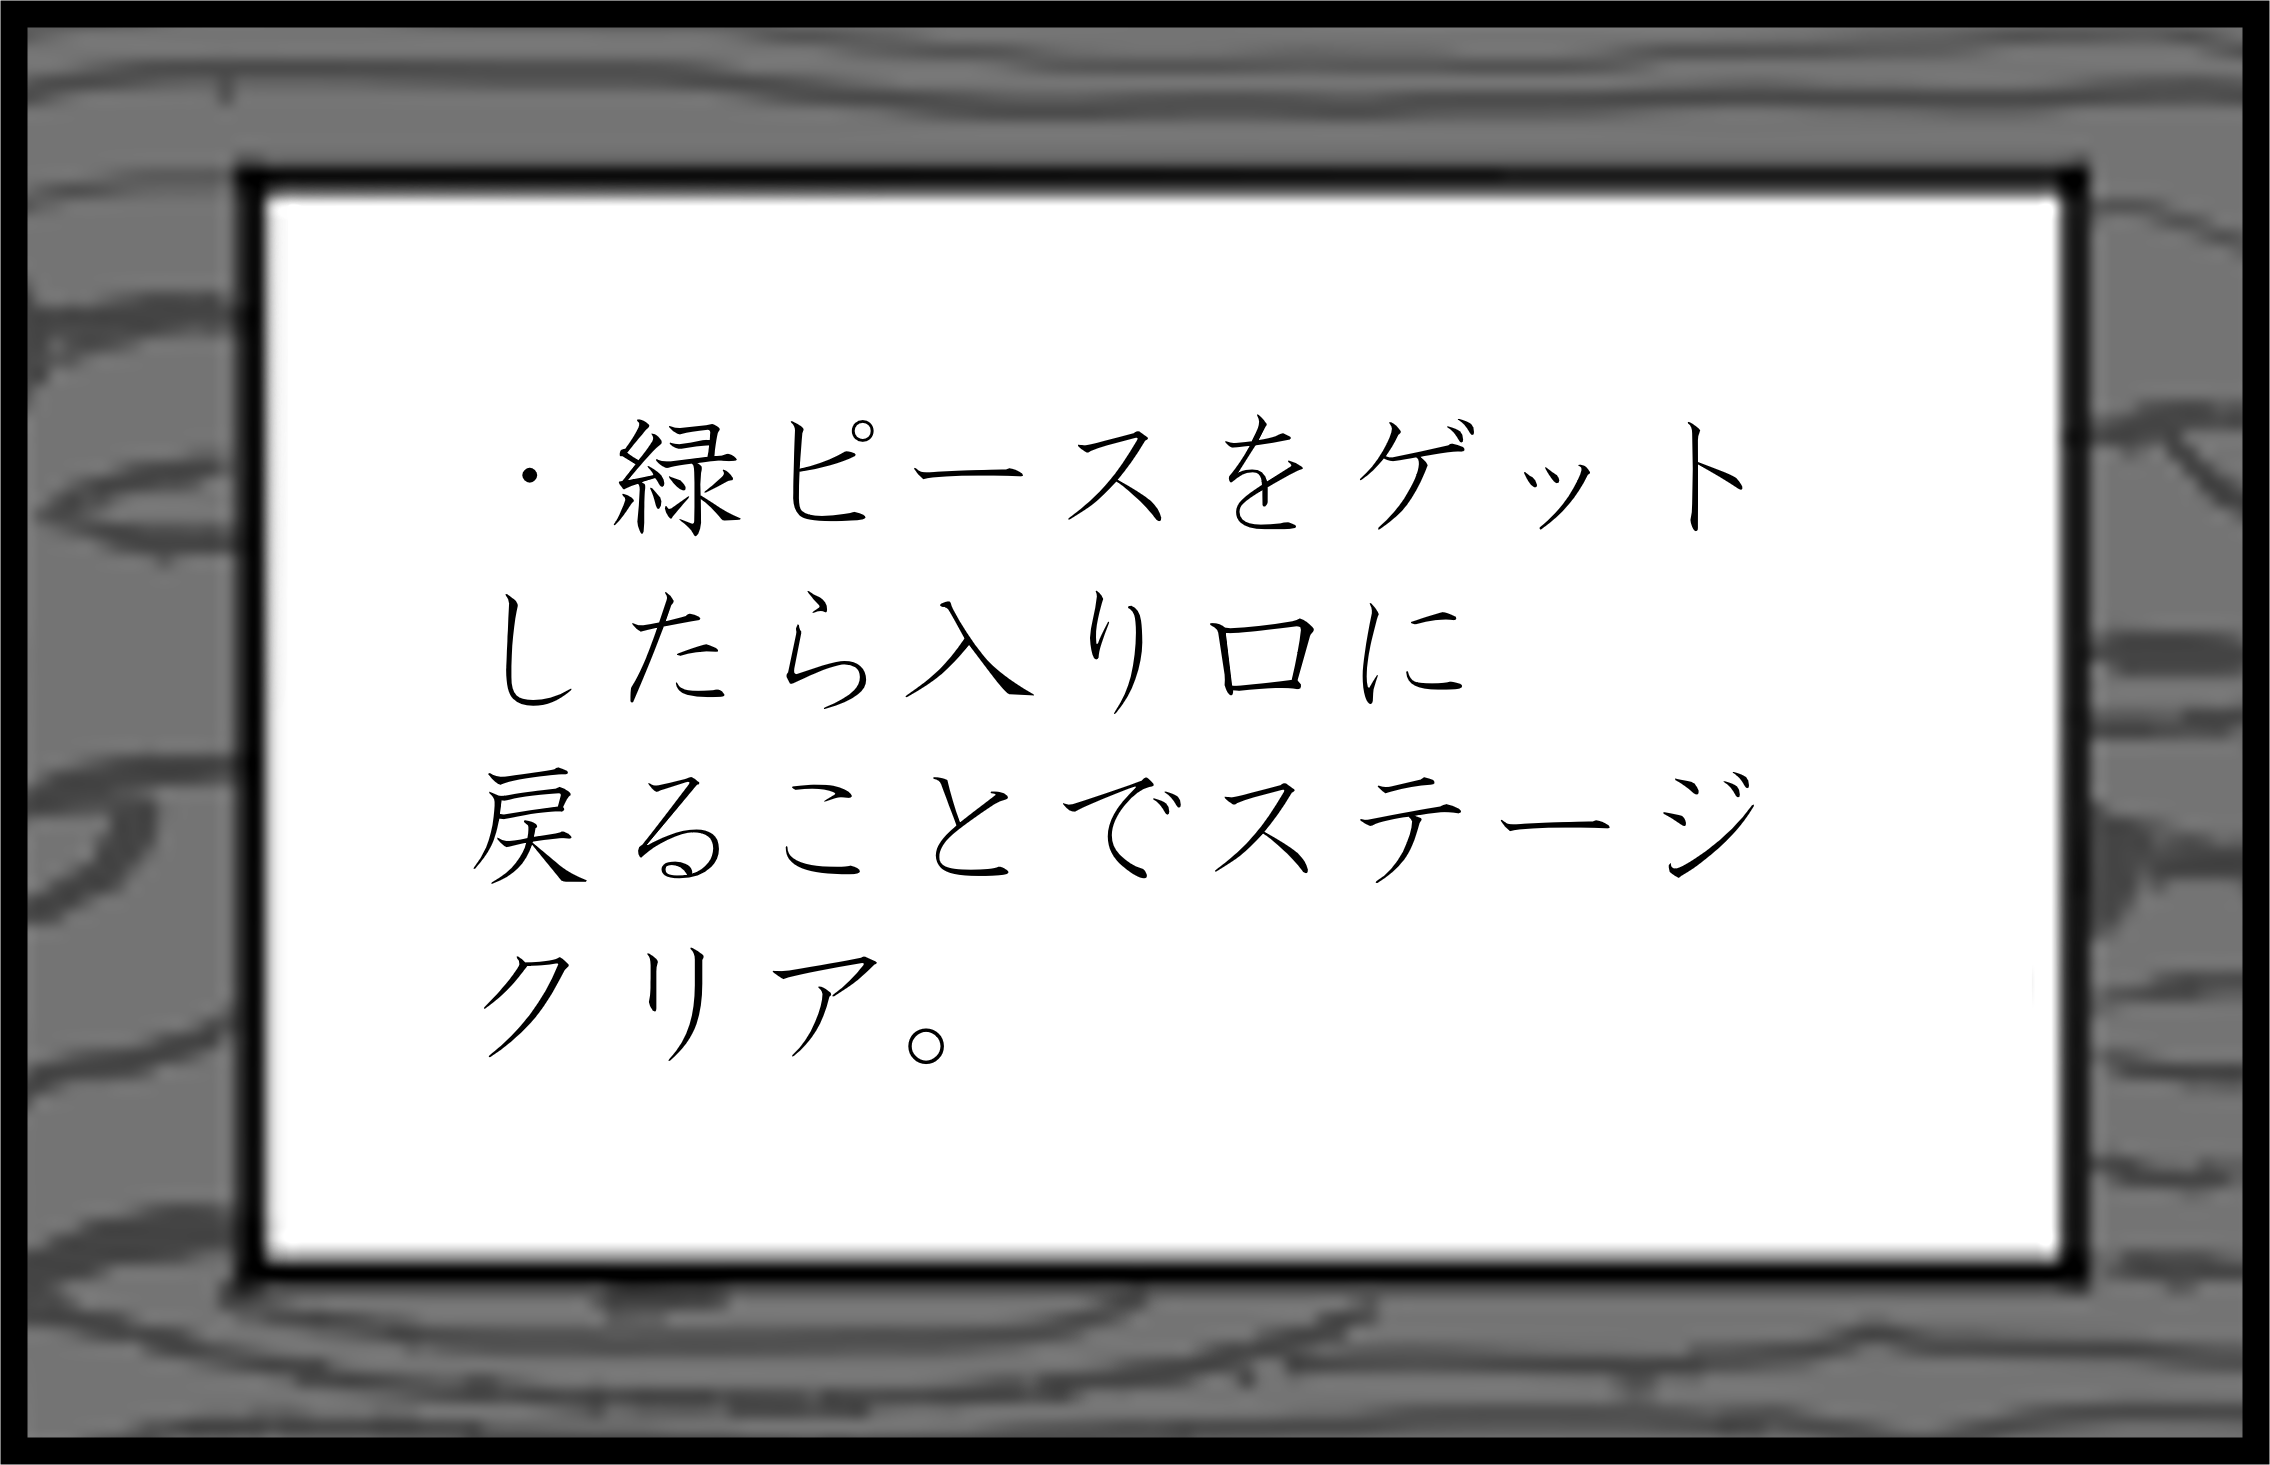 ・緑ピースをゲット
したら入り口に
戻ることでステージ
クリア。